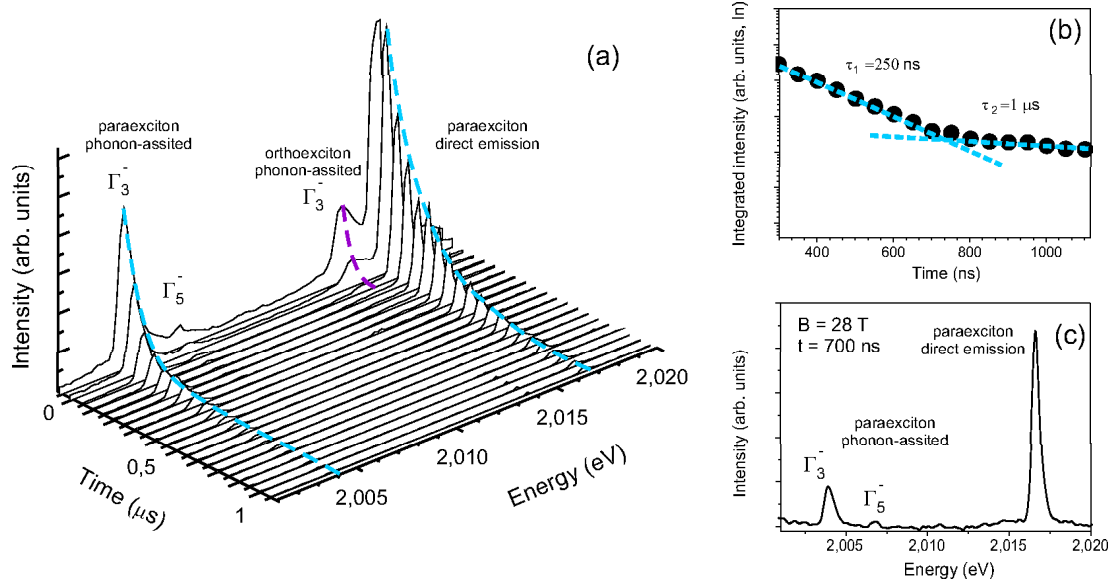 (a)
paraexciton
phonon-assited
Γ₃⁻
Γ₅⁻
orthoexciton
phonon-assited
Γ₃⁻
paraexciton
direct emission
Intensity (arb. units)
0
0,5
1
Time (μs)
2,005
2,010
2,015
2,020
Energy (eV)
(b)
τ₁ =250 ns
τ₂=1 μs
Integrated intensity (arb. units, ln)
400
600
800
1000
Time (ns)
(c)
B = 28 T
t = 700 ns
paraexciton
direct emission
paraexciton
phonon-assited
Γ₃⁻
Γ₅⁻
Intensity (arb. units)
2,005
2,010
2,015
2,020
Energy (eV)